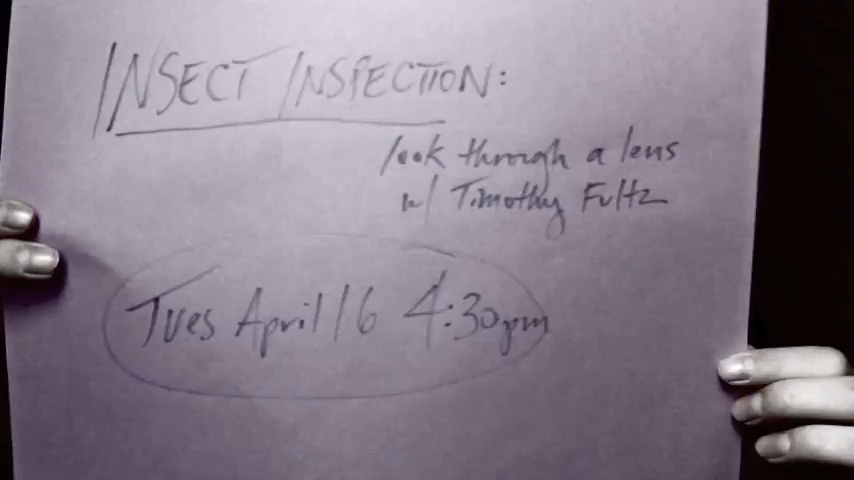 INSECT INSPECTION:
look through a lens
w/ Timothy Fultz
Tues April 16 4:30pm